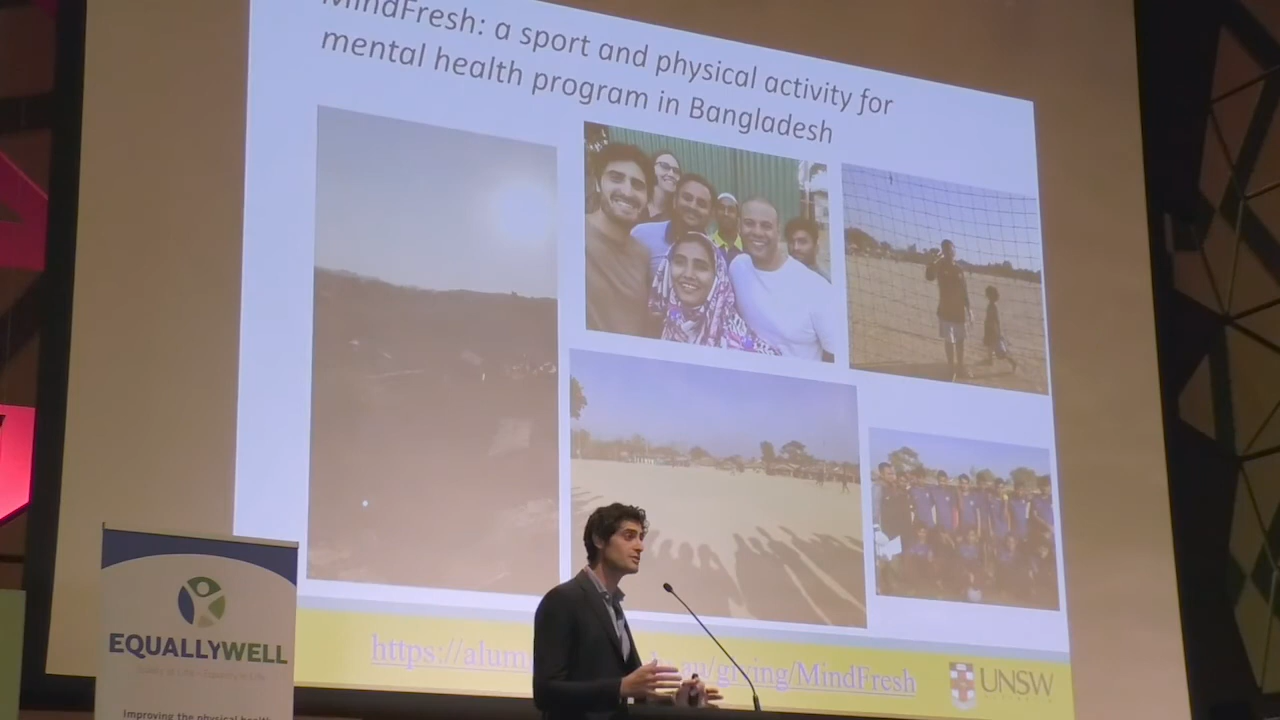 MindFresh: a sport and physical activity for
mental health program in Bangladesh
https://alum
.au/giving/MindFresh
UNSW
EQUALLYWELL
Improving the physical health